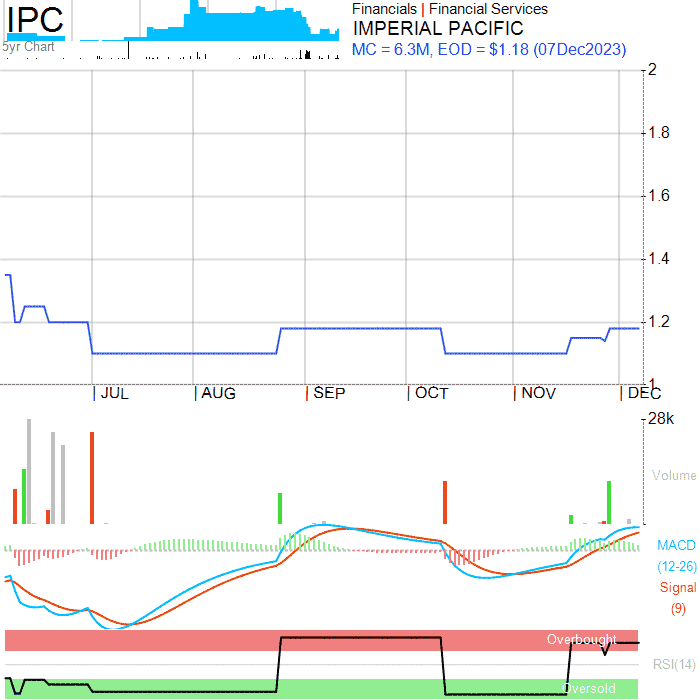 IPC
5yr Chart
Financials | Financial Services
IMPERIAL PACIFIC
MC = 6.3M, EOD = $1.18 (07Dec2023)
2
1.8
1.6
1.4
1.2
1
JUL AUG SEP OCT NOV DEC
28k
Volume
MACD
(12-26)
Signal
(9)
Overbought
RSI(14)
Oversold